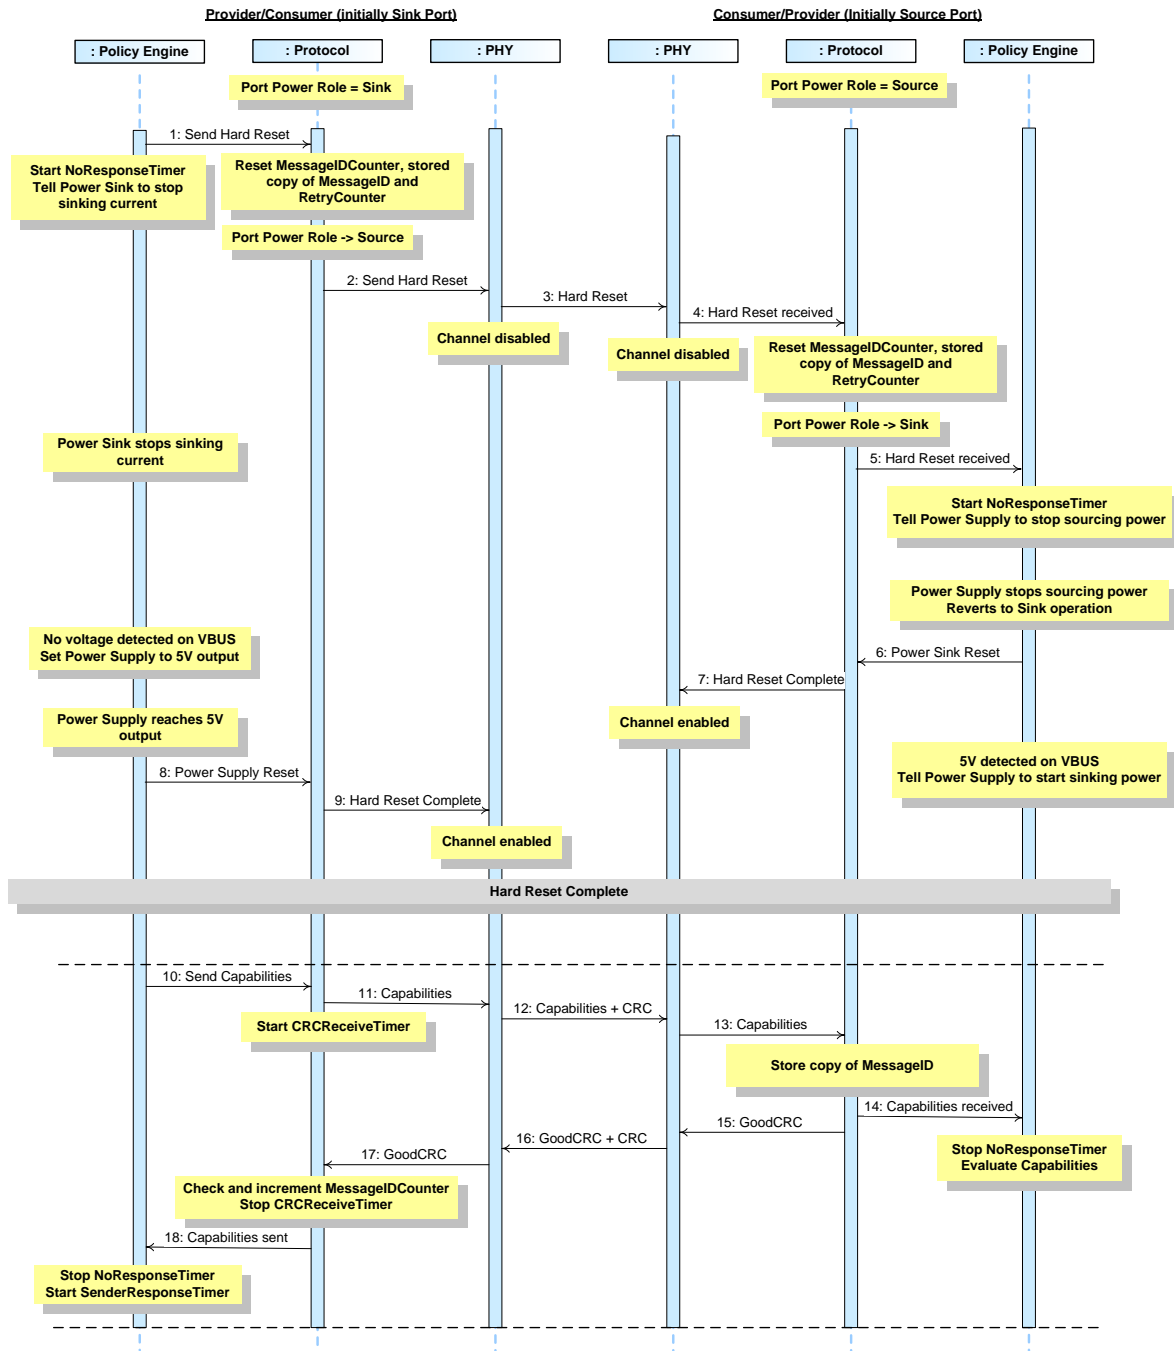 Provider/Consumer (initially Sink Port)
Consumer/Provider (Initially Source Port)
: Policy Engine
: Protocol
: PHY
: PHY
: Protocol
: Policy Engine
Port Power Role = Sink
Port Power Role = Source
1: Send Hard Reset
Start NoResponseTimer
Tell Power Sink to stop
sinking current
Reset MessageIDCounter, stored
copy of MessageID and
RetryCounter
Port Power Role -> Source
2: Send Hard Reset
3: Hard Reset
4: Hard Reset received
Channel disabled
Channel disabled
Reset MessageIDCounter, stored
copy of MessageID and
RetryCounter
Port Power Role -> Sink
Power Sink stops sinking
current
5: Hard Reset received
Start NoResponseTimer
Tell Power Supply to stop sourcing power
Power Supply stops sourcing power
Reverts to Sink operation
No voltage detected on VBUS
Set Power Supply to 5V output
6: Power Sink Reset
7: Hard Reset Complete
Power Supply reaches 5V
output
Channel enabled
5V detected on VBUS
Tell Power Supply to start sinking power
8: Power Supply Reset
9: Hard Reset Complete
Channel enabled
Hard Reset Complete
10: Send Capabilities
11: Capabilities
12: Capabilities + CRC
Start CRCReceiveTimer
13: Capabilities
Store copy of MessageID
14: Capabilities received
15: GoodCRC
16: GoodCRC + CRC
17: GoodCRC
Stop NoResponseTimer
Evaluate Capabilities
Check and increment MessageIDCounter
Stop CRCReceiveTimer
18: Capabilities sent
Stop NoResponseTimer
Start SenderResponseTimer